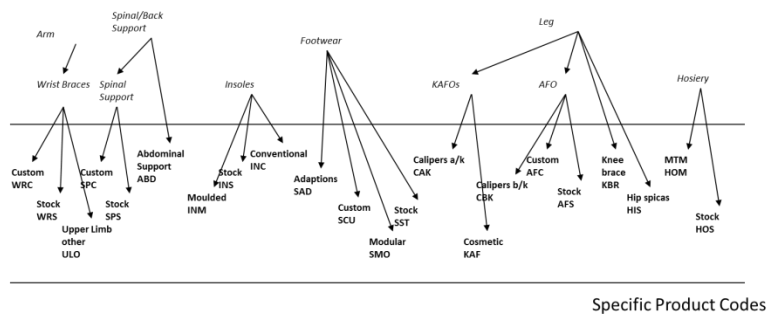 Spinal/Back
Support
Arm
Leg
Footwear
Wrist Braces
Spinal
Support
Insoles
KAFOs
AFO
Hosiery
Custom
WRC
Stock
WRS
Upper Limb
other
ULO
Custom
SPC
Stock
SPS
Abdominal
Support
ABD
Moulded
INM
Stock
INS
Conventional
INC
Adaptions
SAD
Custom
SCU
Modular
SMO
Stock
SST
Calipers a/k
CAK
Cosmetic
KAF
Calipers b/k
CBK
Custom
AFC
Stock
AFS
Knee
brace
KBR
Hip spicas
HIS
MTM
HOM
Stock
HOS
Specific Product Codes